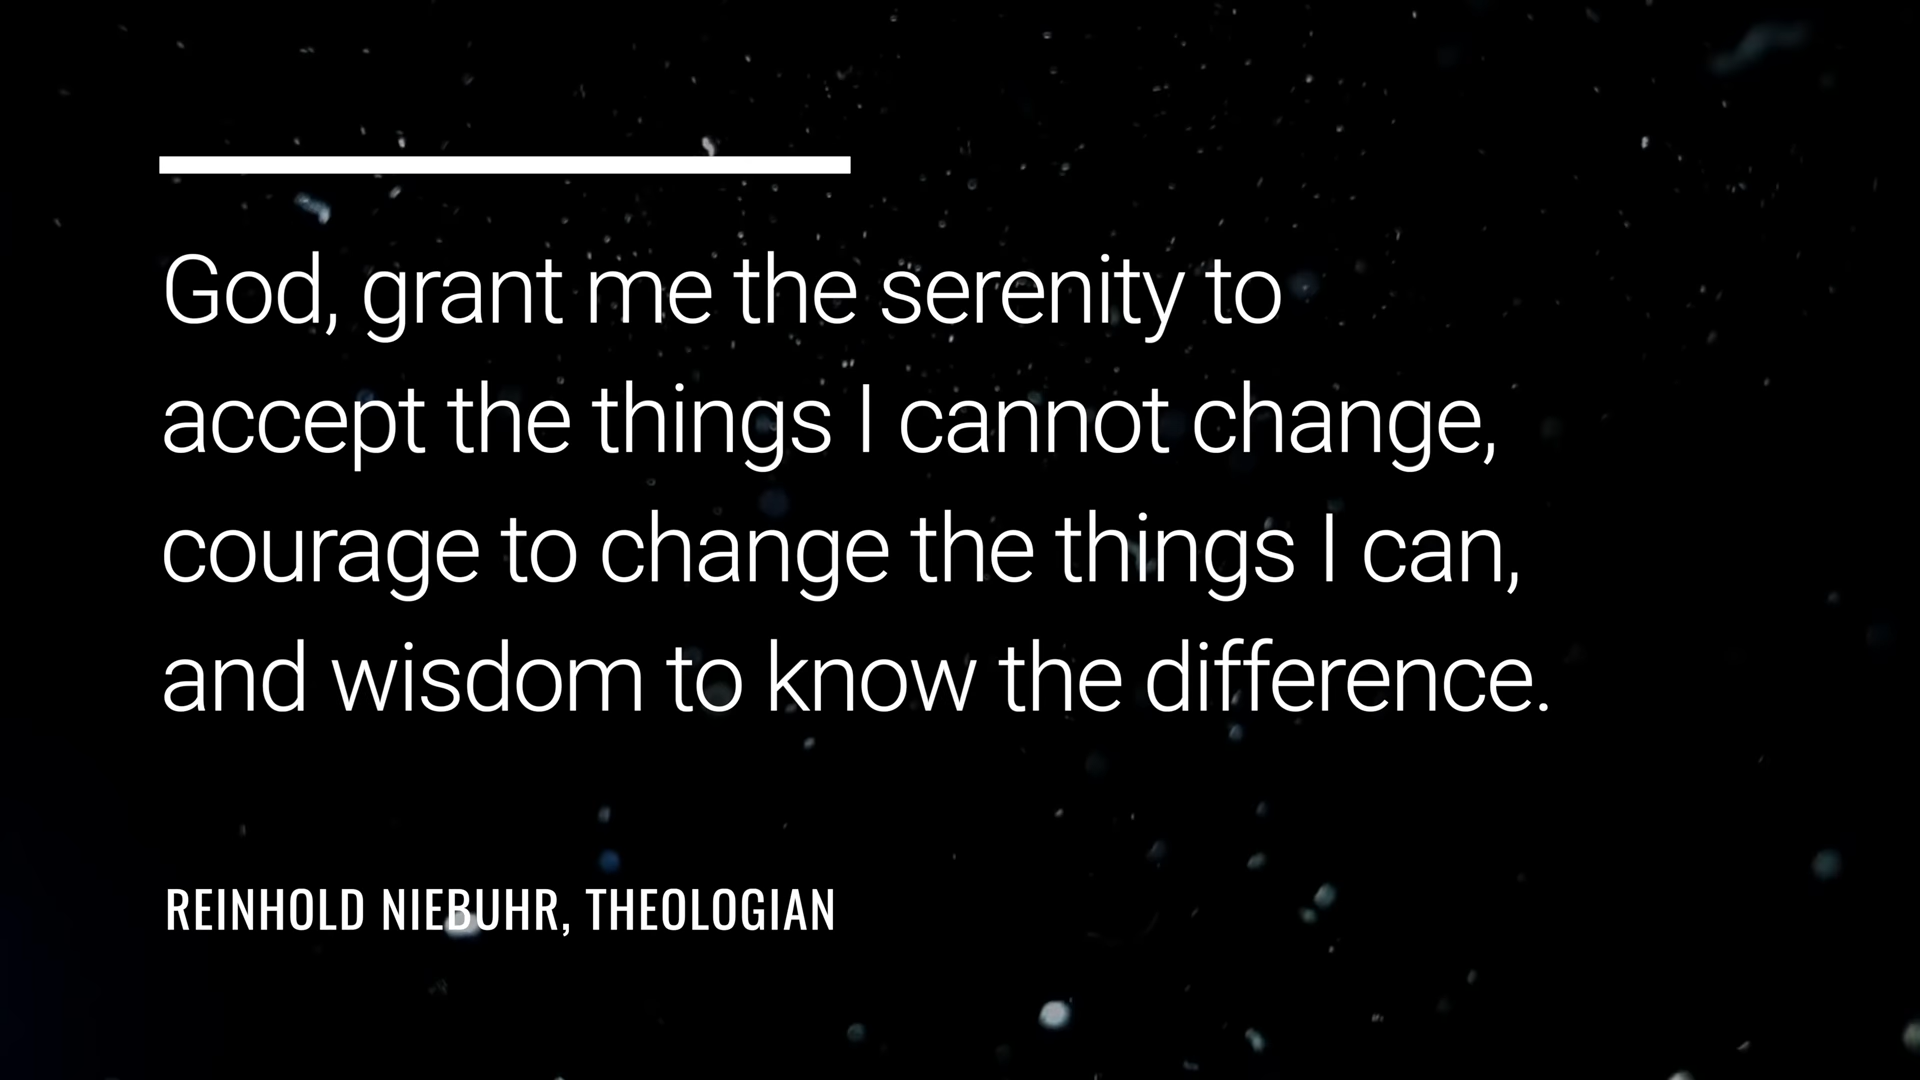 God, grant me the serenity to
accept the things I cannot change,
courage to change the things I can,
and wisdom to know the difference.
REINHOLD NIEBUHR, THEOLOGIAN